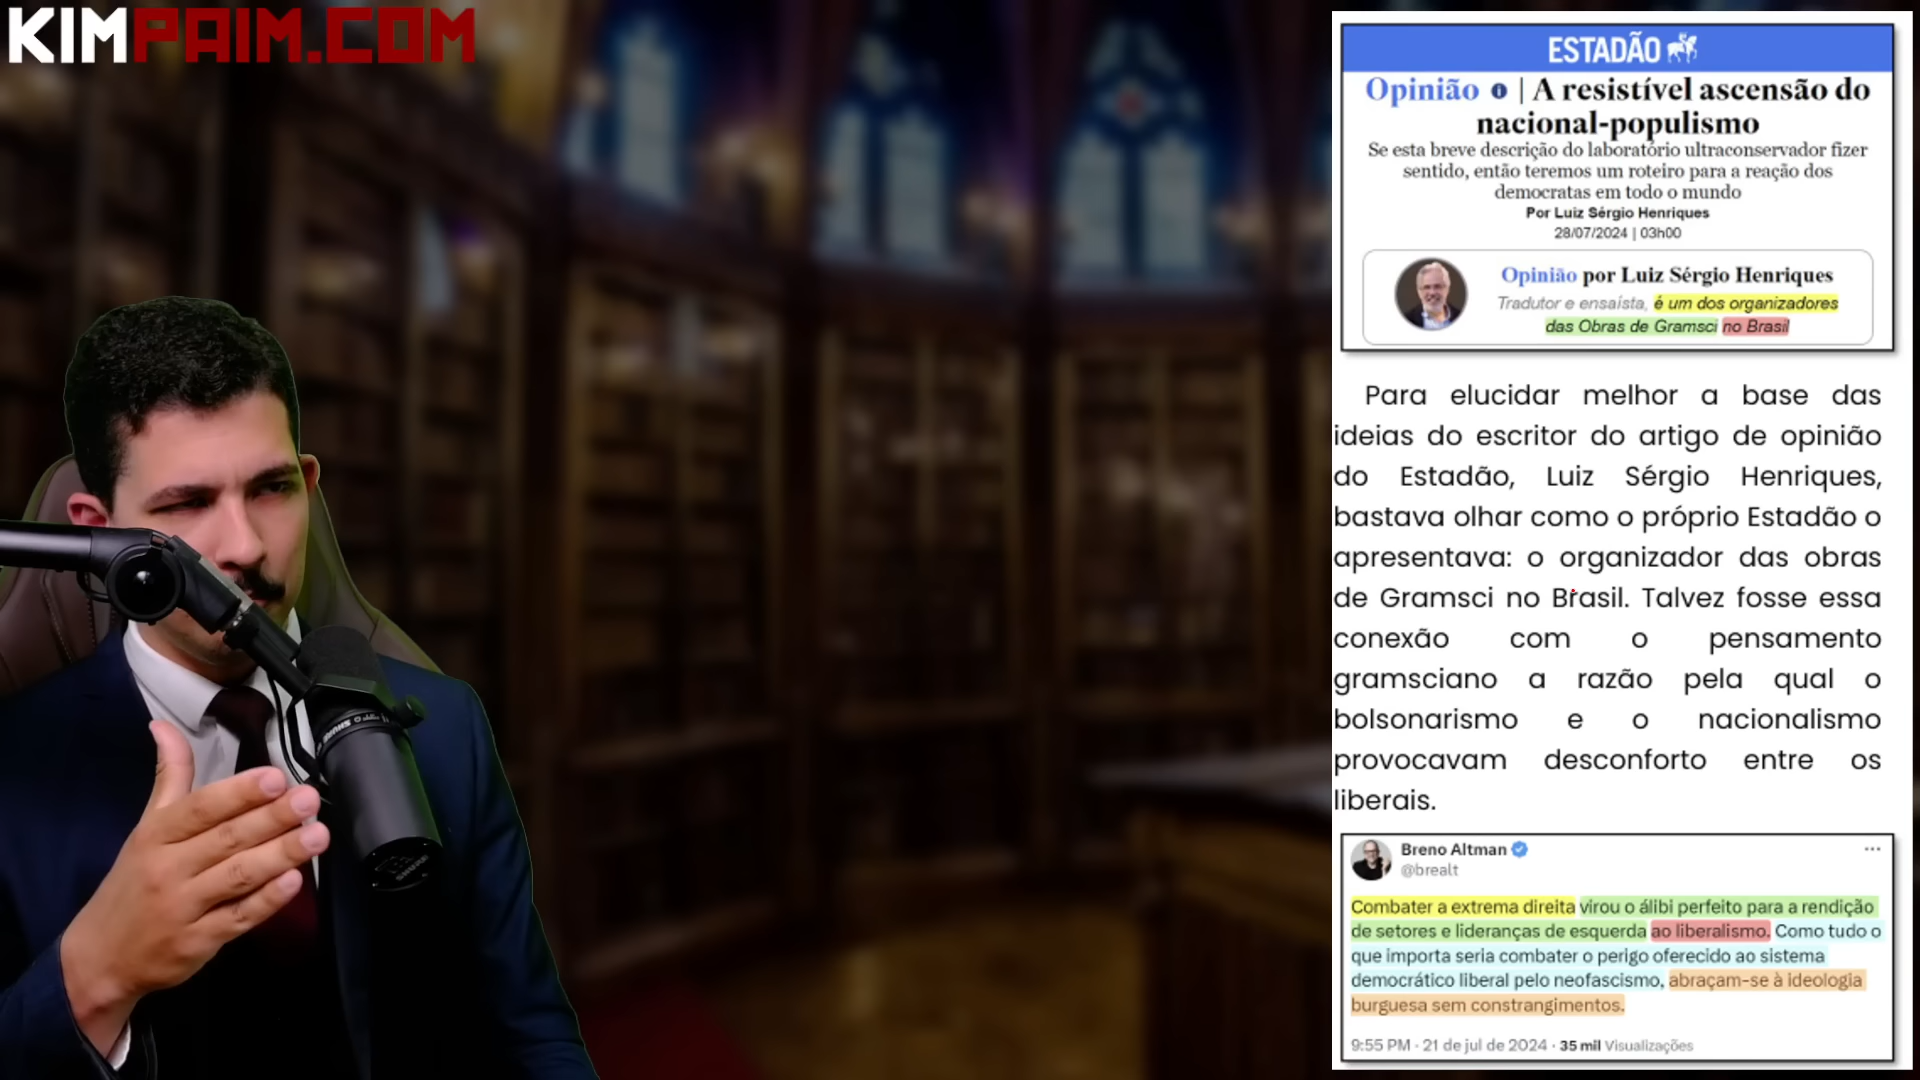 KIMPAIM.COM
ESTADÃO
Opinião | A resistível ascensão do
nacional-populismo
Se esta breve descrição do laboratório ultraconservador fizer
sentido, então teremos um roteiro para a reação dos
democratas em todo o mundo
Por Luiz Sérgio Henriques
28/07/2024 | 03h00
Opinião por Luiz Sérgio Henriques
Tradutor e ensaísta, é um dos organizadores
das Obras de Gramsci no Brasil
Para elucidar melhor a base das
ideias do escritor do artigo de opinião
do Estadão, Luiz Sérgio Henriques,
bastava olhar como o próprio Estadão o
apresentava: o organizador das obras
de Gramsci no Brasil. Talvez fosse essa
conexão com o pensamento
gramsciano a razão pela qual o
bolsonarismo e o nacionalismo
provocavam desconforto entre os
liberais.
Breno Altman
@brealt
Combater a extrema direita virou o álibi perfeito para a rendição
de setores e lideranças de esquerda ao liberalismo. Como tudo o
que importa seria combater o perigo oferecido ao sistema
democrático liberal pelo neofascismo, abraçam-se à ideologia
burguesa sem constrangimentos.
9:55 PM · 21 de jul de 2024 · 35 mil Visualizações
SHURE
SHURE